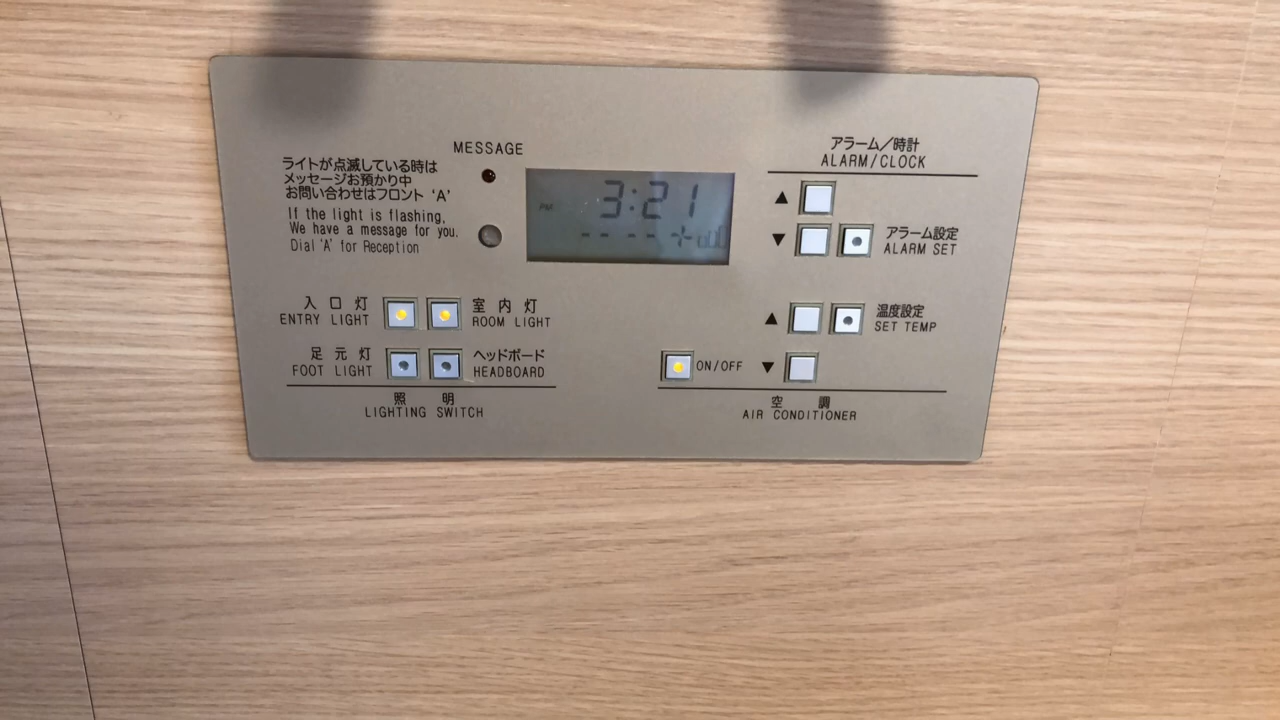 MESSAGE
ライトが点滅している時は
メッセージお預かり中
お問い合わせはフロント 'A'
If the light is flashing,
We have a message for you.
Dial 'A' for Reception
PM 3:21
- - - - -
アラーム/時計
ALARM/CLOCK
▲
▼
アラーム設定
ALARM SET
入口灯
ENTRY LIGHT
室内灯
ROOM LIGHT
足元灯
FOOT LIGHT
ヘッドボード
HEADBOARD
照明
LIGHTING SWITCH
▲
温度設定
SET TEMP
ON/OFF ▼
空調
AIR CONDITIONER